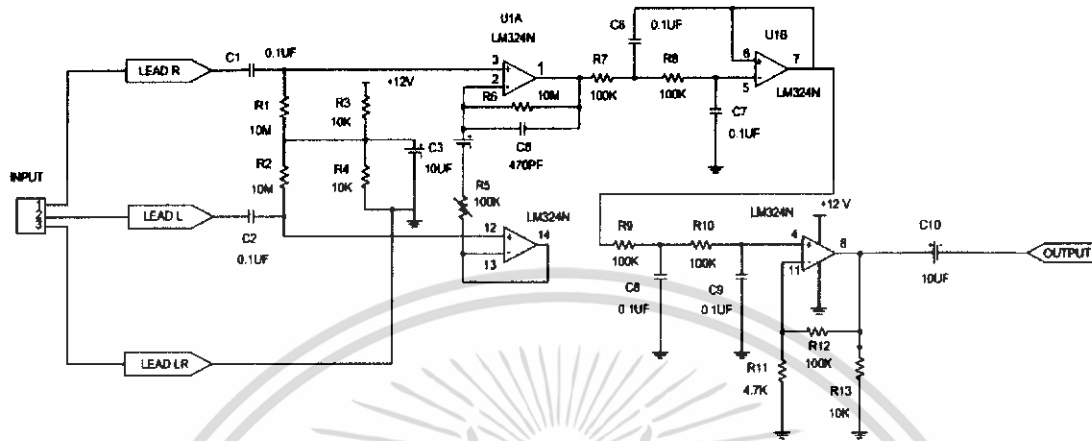 U1A
LM324N
C6
0.1UF
U1B
LM324N
LEAD R
C1
0.1UF
3
2
1
R6
10M
R7
100K
R8
100K
6
5
7
+12V
R1
10M
R3
10K
C7
0.1UF
C6
470PF
C3
10UF
R2
10M
R4
10K
R5
100K
INPUT
1
2
3
LEAD L
C2
0.1UF
12
13
14
LM324N
R9
100K
R10
100K
LM324N
+12 V
4
11
8
C10
10UF
OUTPUT
C8
0.1UF
C9
0.1UF
R12
100K
R11
4.7K
R13
10K
LEAD LR